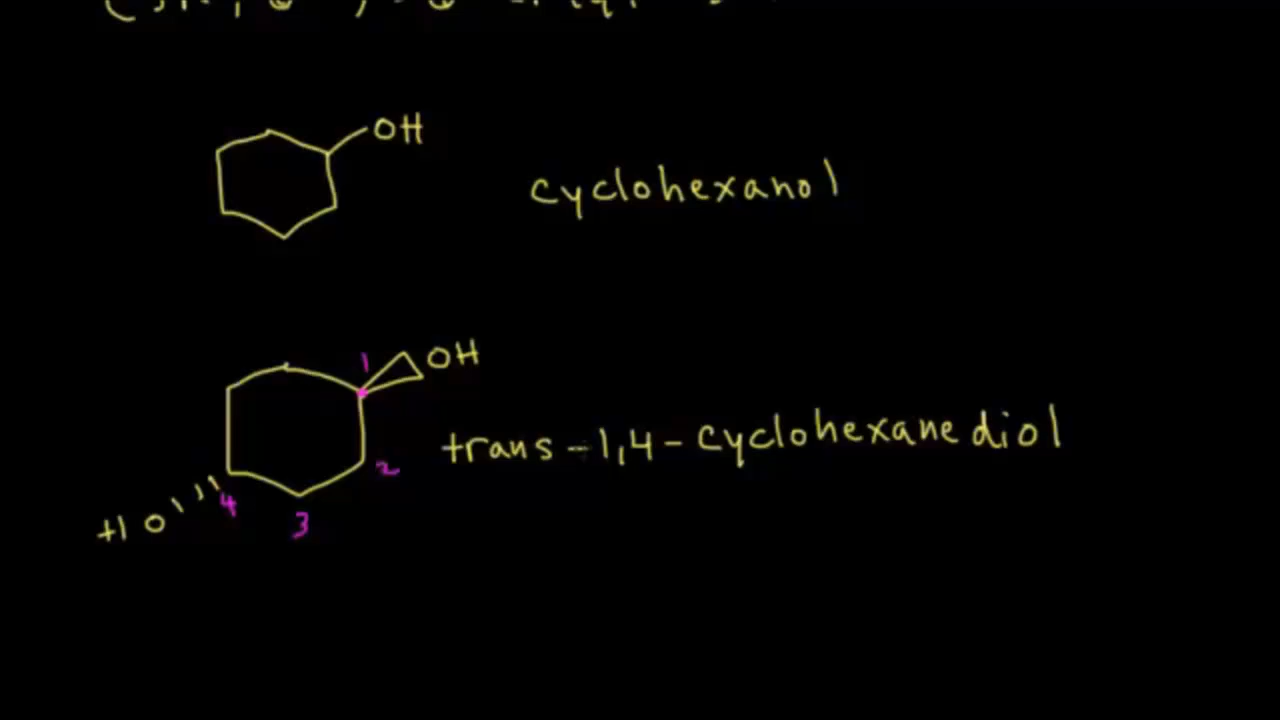 OH
cyclohexanol
1
OH
trans-1,4-cyclohexanediol
2
4
3
HO